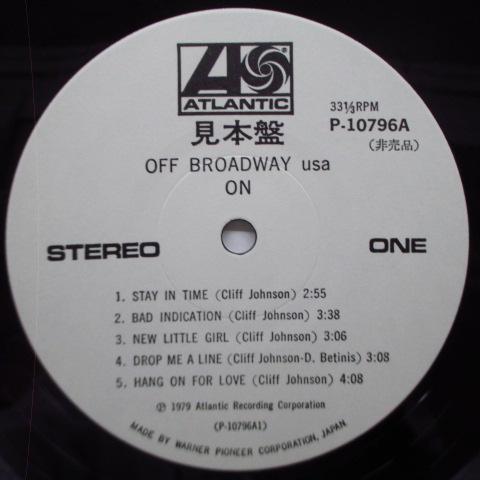 ATLANTIC
33⅓RPM
見本盤
P-10796A
(非売品)
OFF BROADWAY usa
ON
STEREO
ONE
1. STAY IN TIME (Cliff Johnson) 2:55
2. BAD INDICATION (Cliff Johnson) 3:38
3. NEW LITTLE GIRL (Cliff Johnson) 3:06
4. DROP ME A LINE (Cliff Johnson-D. Betinis) 3:08
5. HANG ON FOR LOVE (Cliff Johnson) 4:08
℗ 1979 Atlantic Recording Corporation
(P-10796A1)
MADE BY WARNER PIONEER CORPORATION, JAPAN